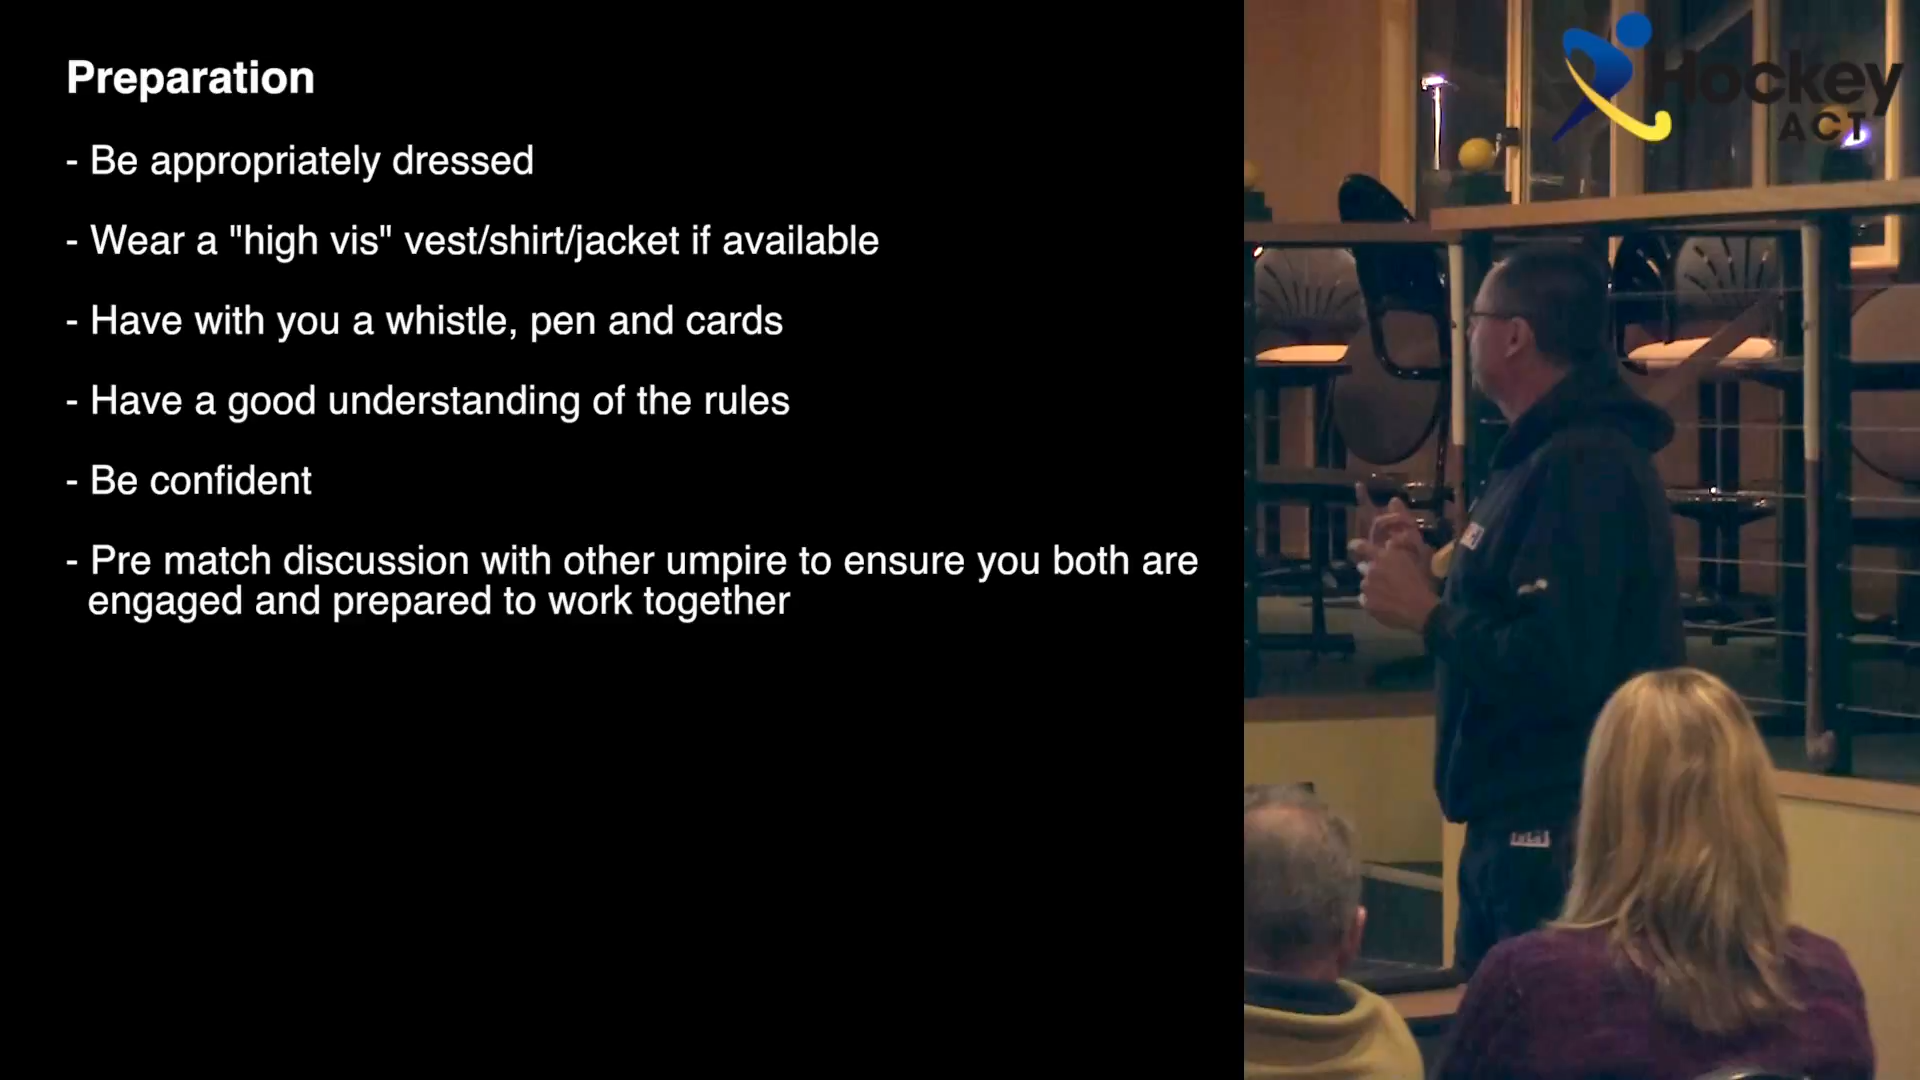 Preparation
- Be appropriately dressed
- Wear a "high vis" vest/shirt/jacket if available
- Have with you a whistle, pen and cards
- Have a good understanding of the rules
- Be confident
- Pre match discussion with other umpire to ensure you both are
engaged and prepared to work together
Hockey
ACT